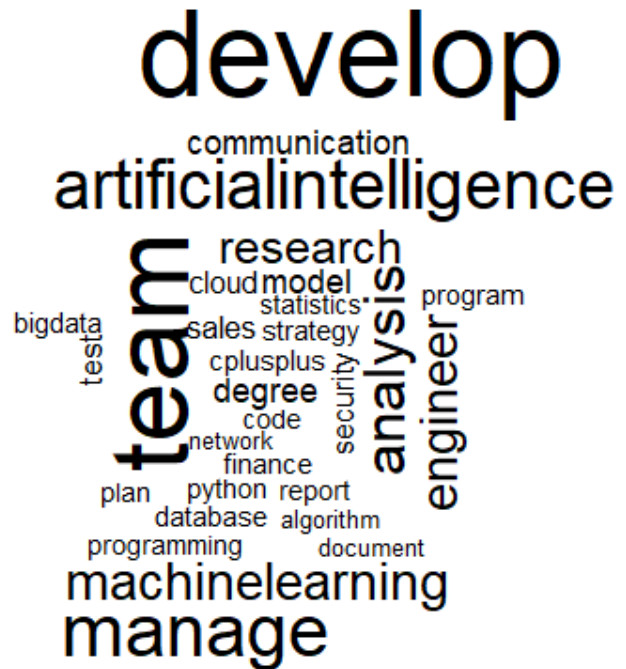 develop
communication
artificialintelligence
research
cloud model
statistics
program
bigdata
team
sales strategy
analysis
test
cplusplus
engineer
security
degree
code
network
finance
plan
python report
database algorithm
programming
document
machinelearning
manage